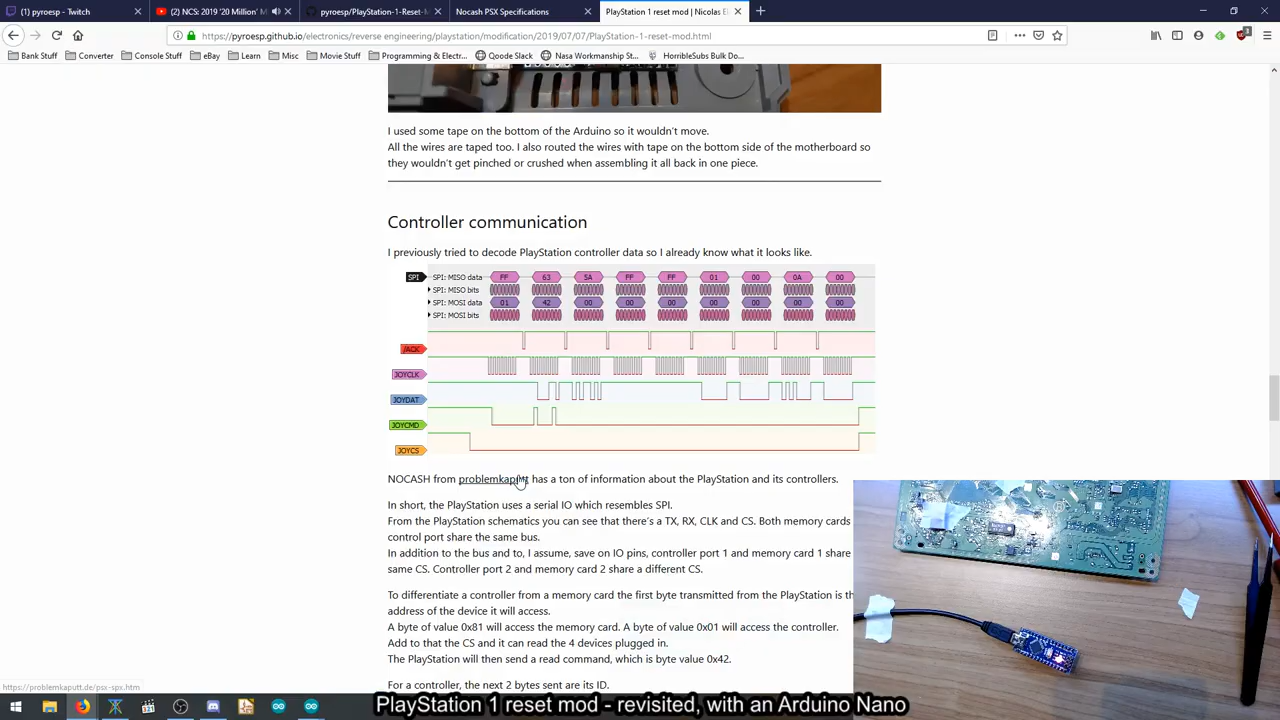 (1) pyroesp - Twitch
(2) NCS: 2019 '20 Million' M
pyroesp/PlayStation-1-Reset-M
Nocash PSX Specifications
PlayStation 1 reset mod | Nicolas El
https://pyroesp.github.io/electronics/reverse engineering/playstation/modification/2019/07/07/PlayStation-1-reset-mod.html
Bank Stuff
Converter
Console Stuff
eBay
Learn
Misc
Movie Stuff
Programming & Electr...
Qoode Slack
Nasa Workmanship St...
HorribleSubs Bulk Do...
I used some tape on the bottom of the Arduino so it wouldn't move.
All the wires are taped too. I also routed the wires with tape on the bottom side of the motherboard so
they wouldn't get pinched or crushed when assembling it all back in one piece.
Controller communication
I previously tried to decode PlayStation controller data so I already know what it looks like.
SPI
SPI: MISO data FF 63 5A FF FF 01 00 0A 00
SPI: MISO bits
SPI: MOSI data 01 42 00 00 00 00 00 00 00
SPI: MOSI bits
/ACK
JOYCLK
JOYDAT
JOYCMD
JOYCS
NOCASH from problemkaputt has a ton of information about the PlayStation and its controllers.
In short, the PlayStation uses a serial IO which resembles SPI.
From the PlayStation schematics you can see that there's a TX, RX, CLK and CS. Both memory cards
control port share the same bus.
In addition to the bus and to, I assume, save on IO pins, controller port 1 and memory card 1 share
same CS. Controller port 2 and memory card 2 share a different CS.
To differentiate a controller from a memory card the first byte transmitted from the PlayStation is th
address of the device it will access.
A byte of value 0x81 will access the memory card. A byte of value 0x01 will access the controller.
Add to that the CS and it can read the 4 devices plugged in.
The PlayStation will then send a read command, which is byte value 0x42.
For a controller, the next 2 bytes sent are its ID.
https://problemkaputt.de/psx-spx.htm
PlayStation 1 reset mod - revisited, with an Arduino Nano